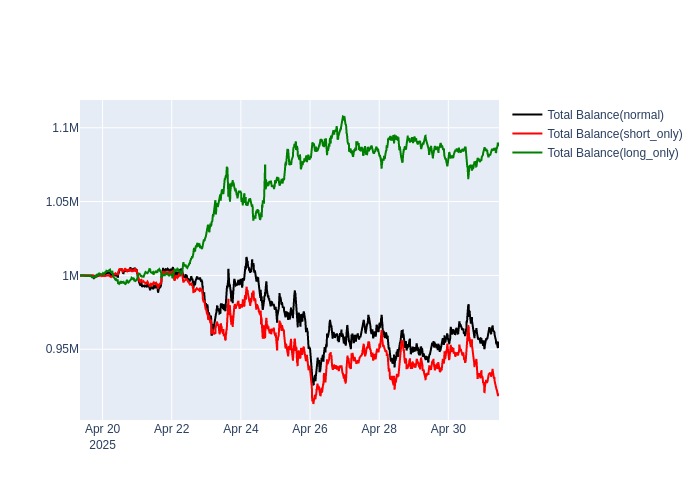 Total Balance(normal)
Total Balance(short_only)
Total Balance(long_only)
1.1M
1.05M
1M
0.95M
Apr 20
2025
Apr 22
Apr 24
Apr 26
Apr 28
Apr 30